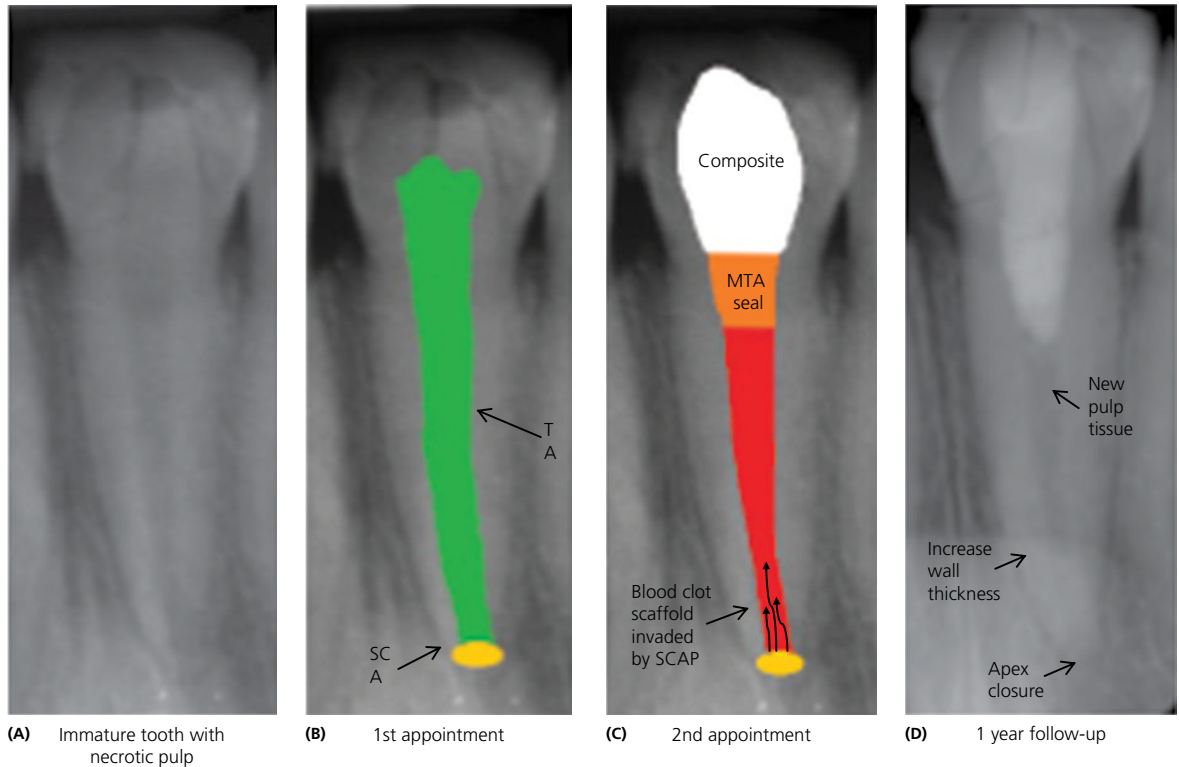 T
A
SC
A
Composite
MTA
seal
Blood clot
scaffold
invaded
by SCAP
New
pulp
tissue
Increase
wall
thickness
Apex
closure
(A) Immature tooth with
necrotic pulp
(B) 1st appointment
(C) 2nd appointment
(D) 1 year follow-up